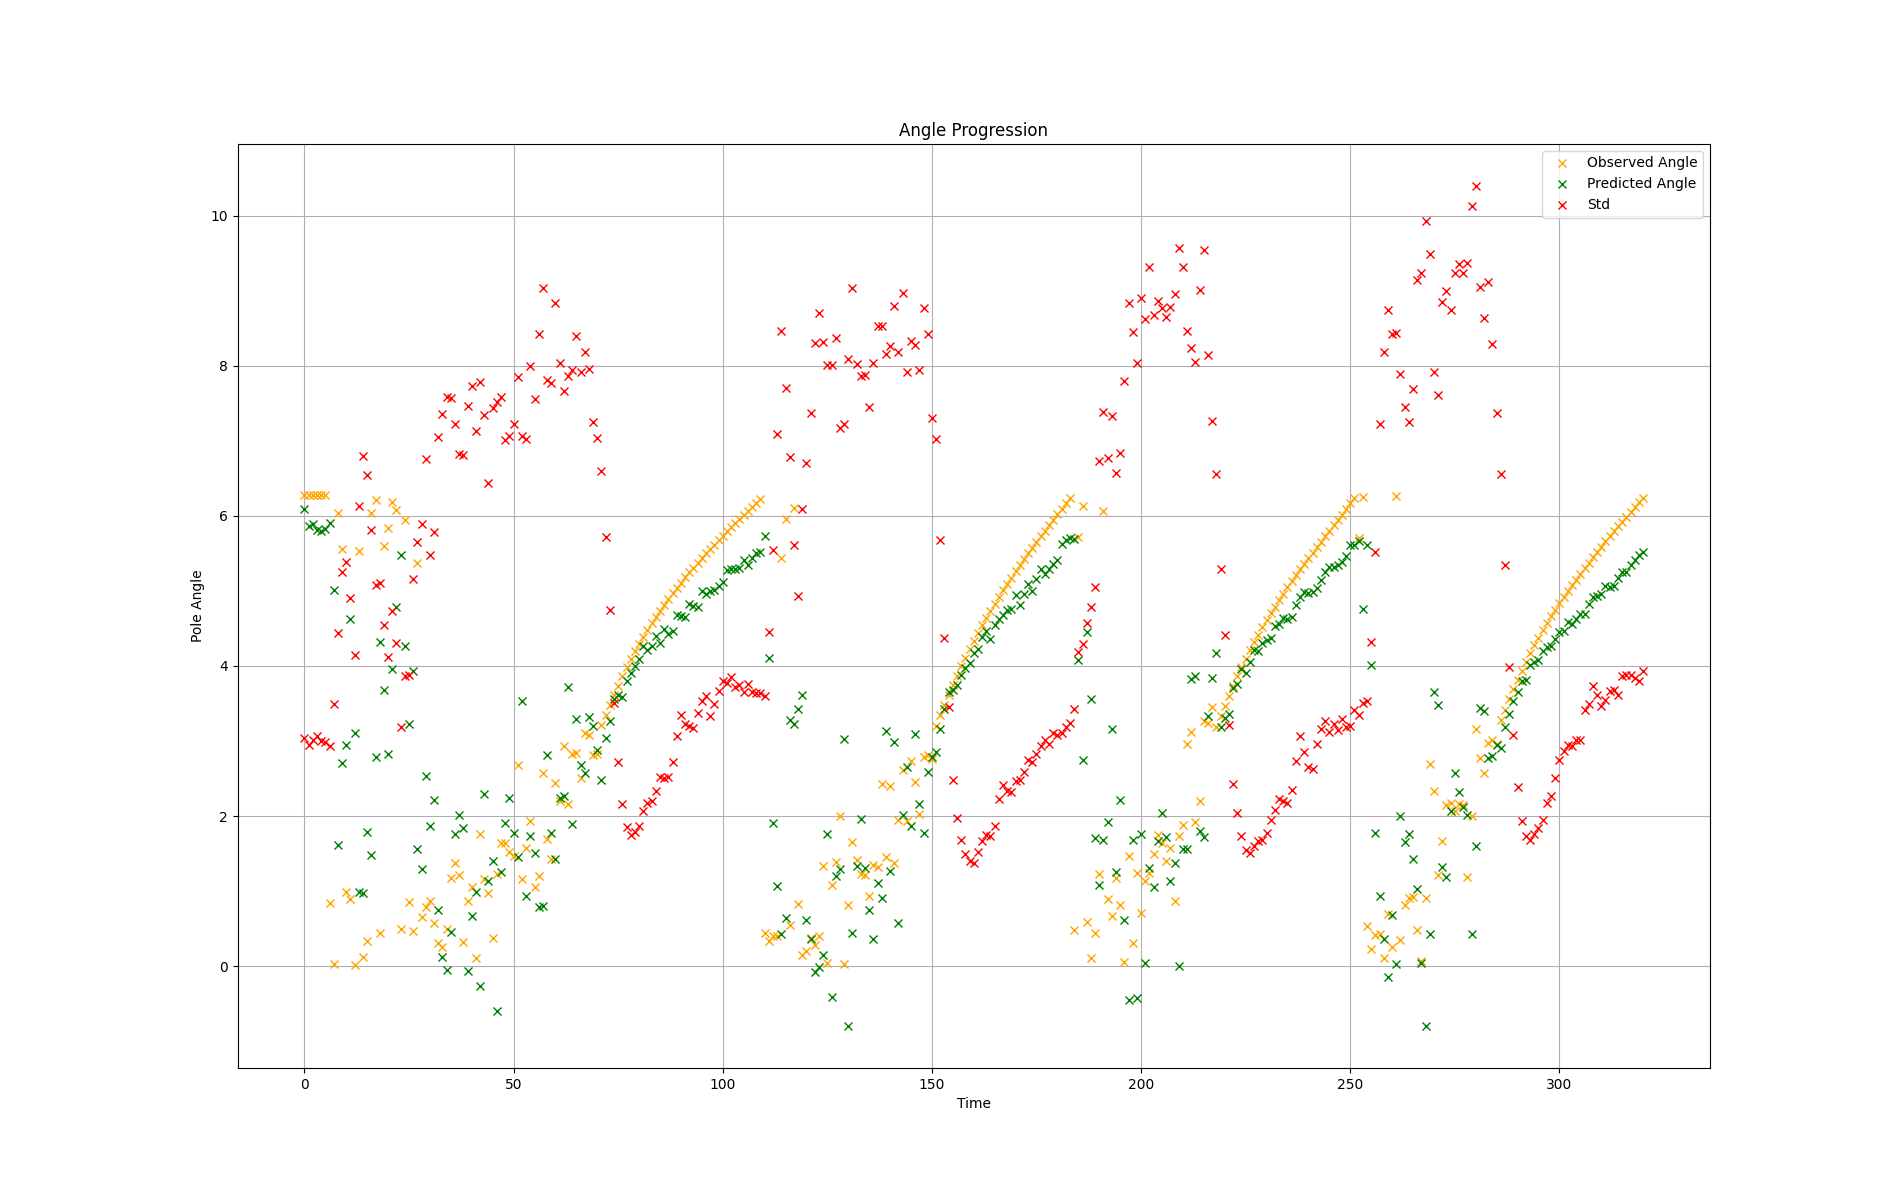 Angle Progression
Observed Angle
Predicted Angle
Std
10
8
6
4
2
0
Pole Angle
0 50 100 150 200 250 300
Time